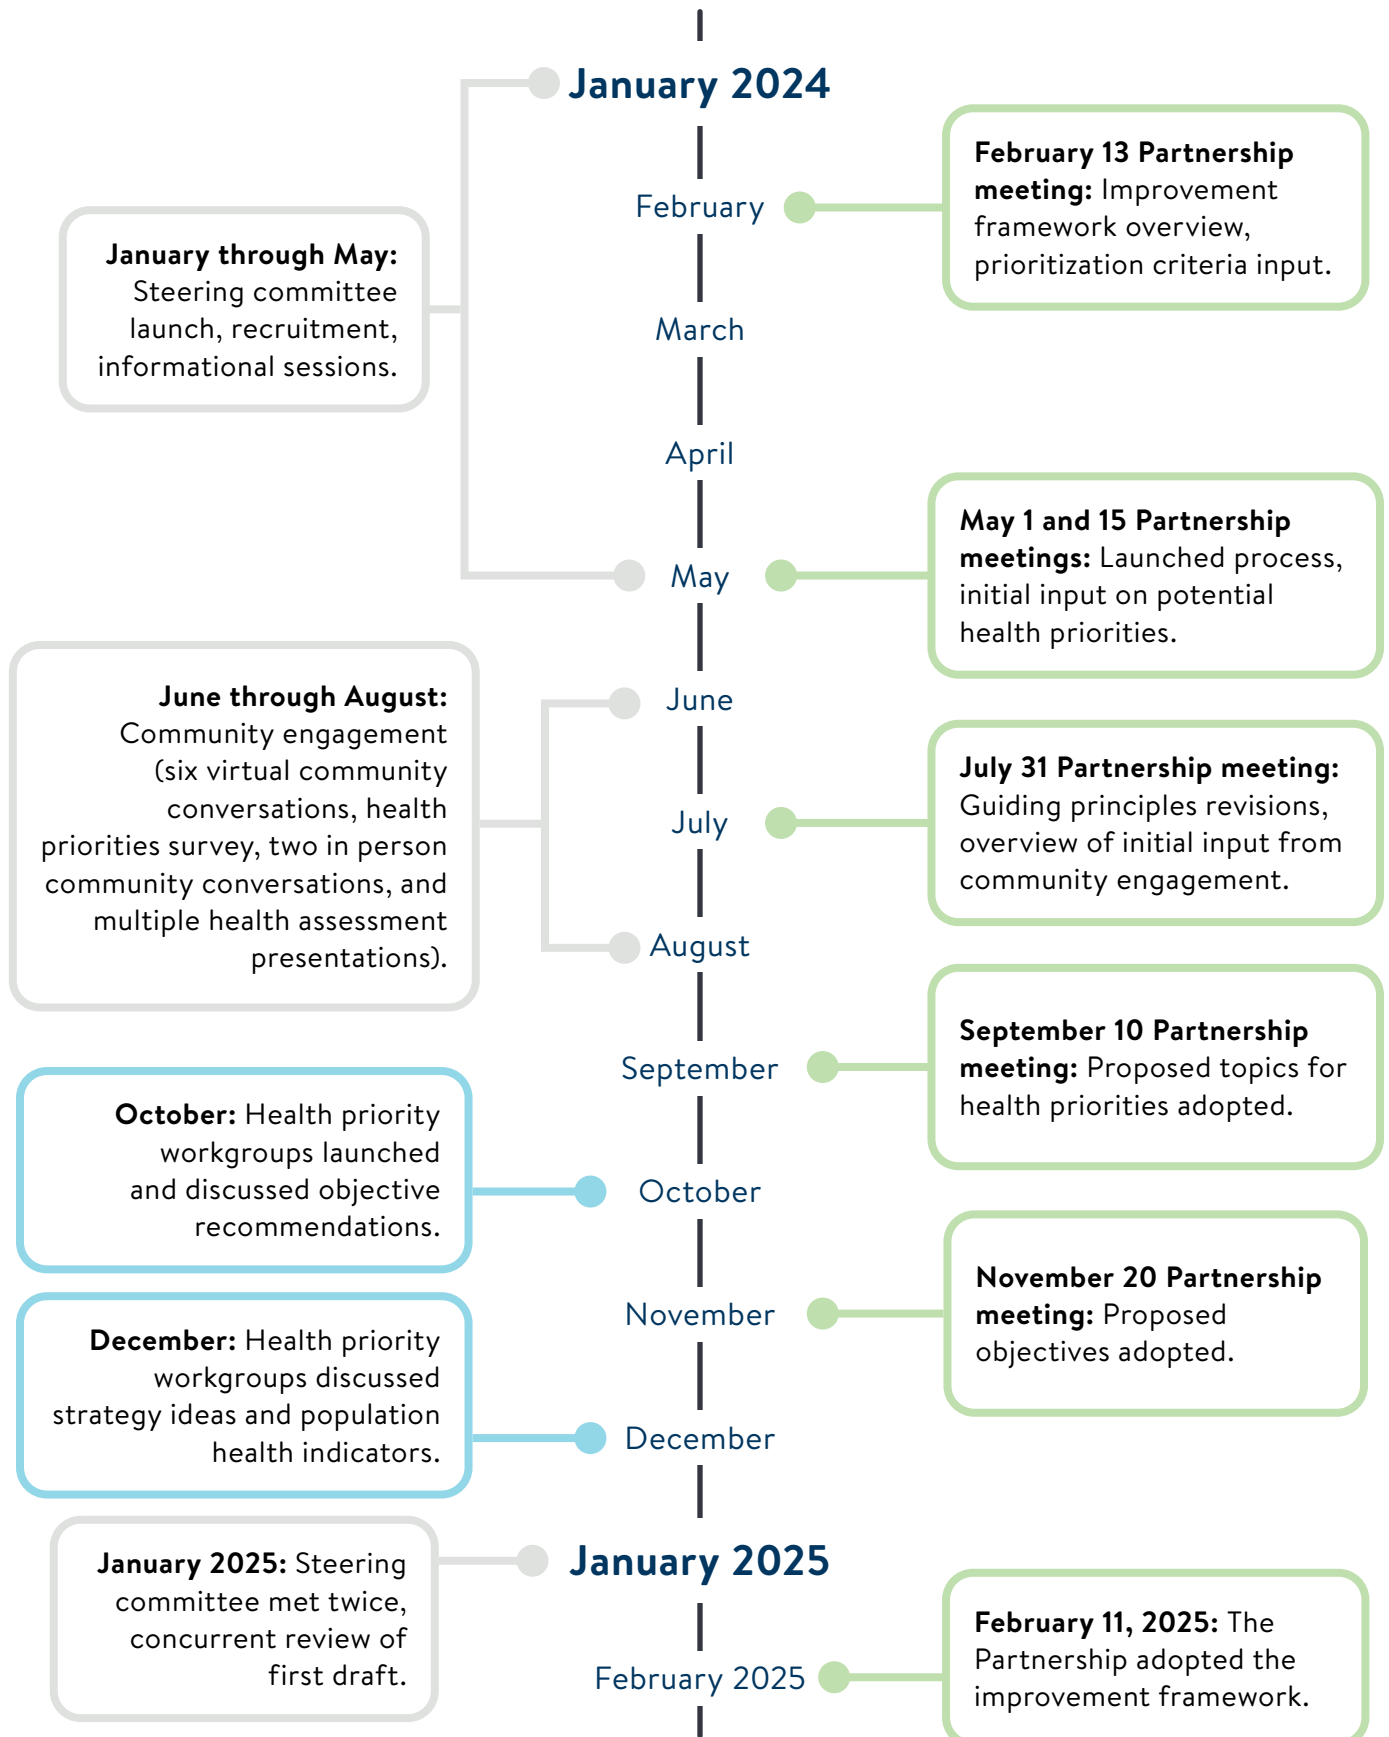 January 2024
February 13 Partnership
meeting: Improvement
framework overview,
prioritization criteria input.
February
January through May:
Steering committee
launch, recruitment,
informational sessions.
March
April
May 1 and 15 Partnership
meetings: Launched process,
initial input on potential
health priorities.
May
June through August:
Community engagement
(six virtual community
conversations, health
priorities survey, two in person
community conversations, and
multiple health assessment
presentations).
June
July 31 Partnership meeting:
Guiding principles revisions,
overview of initial input from
community engagement.
July
August
September 10 Partnership
meeting: Proposed topics for
health priorities adopted.
September
October: Health priority
workgroups launched
and discussed objective
recommendations.
October
November 20 Partnership
meeting: Proposed
objectives adopted.
November
December: Health priority
workgroups discussed
strategy ideas and population
health indicators.
December
January 2025: Steering
committee met twice,
concurrent review of
first draft.
January 2025
February 11, 2025: The
Partnership adopted the
improvement framework.
February 2025